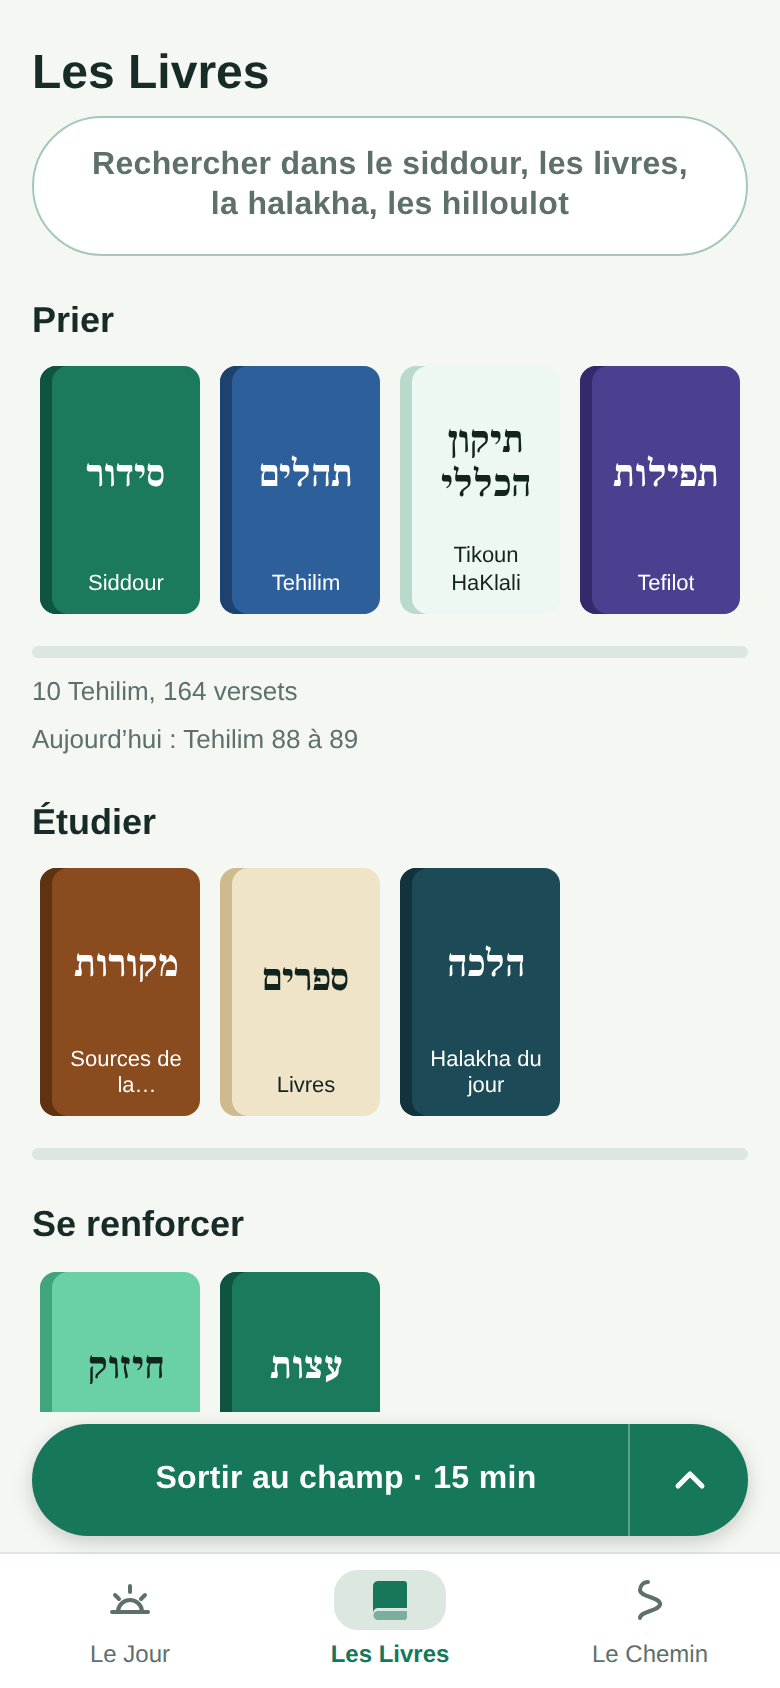 Les Livres
Rechercher dans le siddour, les livres,
la halakha, les hilloulot
Prier
סידור
Siddour
תהלים
Tehilim
תיקון
הכללי
Tikoun
HaKlali
תפילות
Tefilot
10 Tehilim, 164 versets
Aujourd’hui : Tehilim 88 à 89
Étudier
מקורות
Sources de
la…
ספרים
Livres
הלכה
Halakha du
jour
Se renforcer
חיזוק
עצות
Sortir au champ · 15 min
Le Jour
Les Livres
Le Chemin